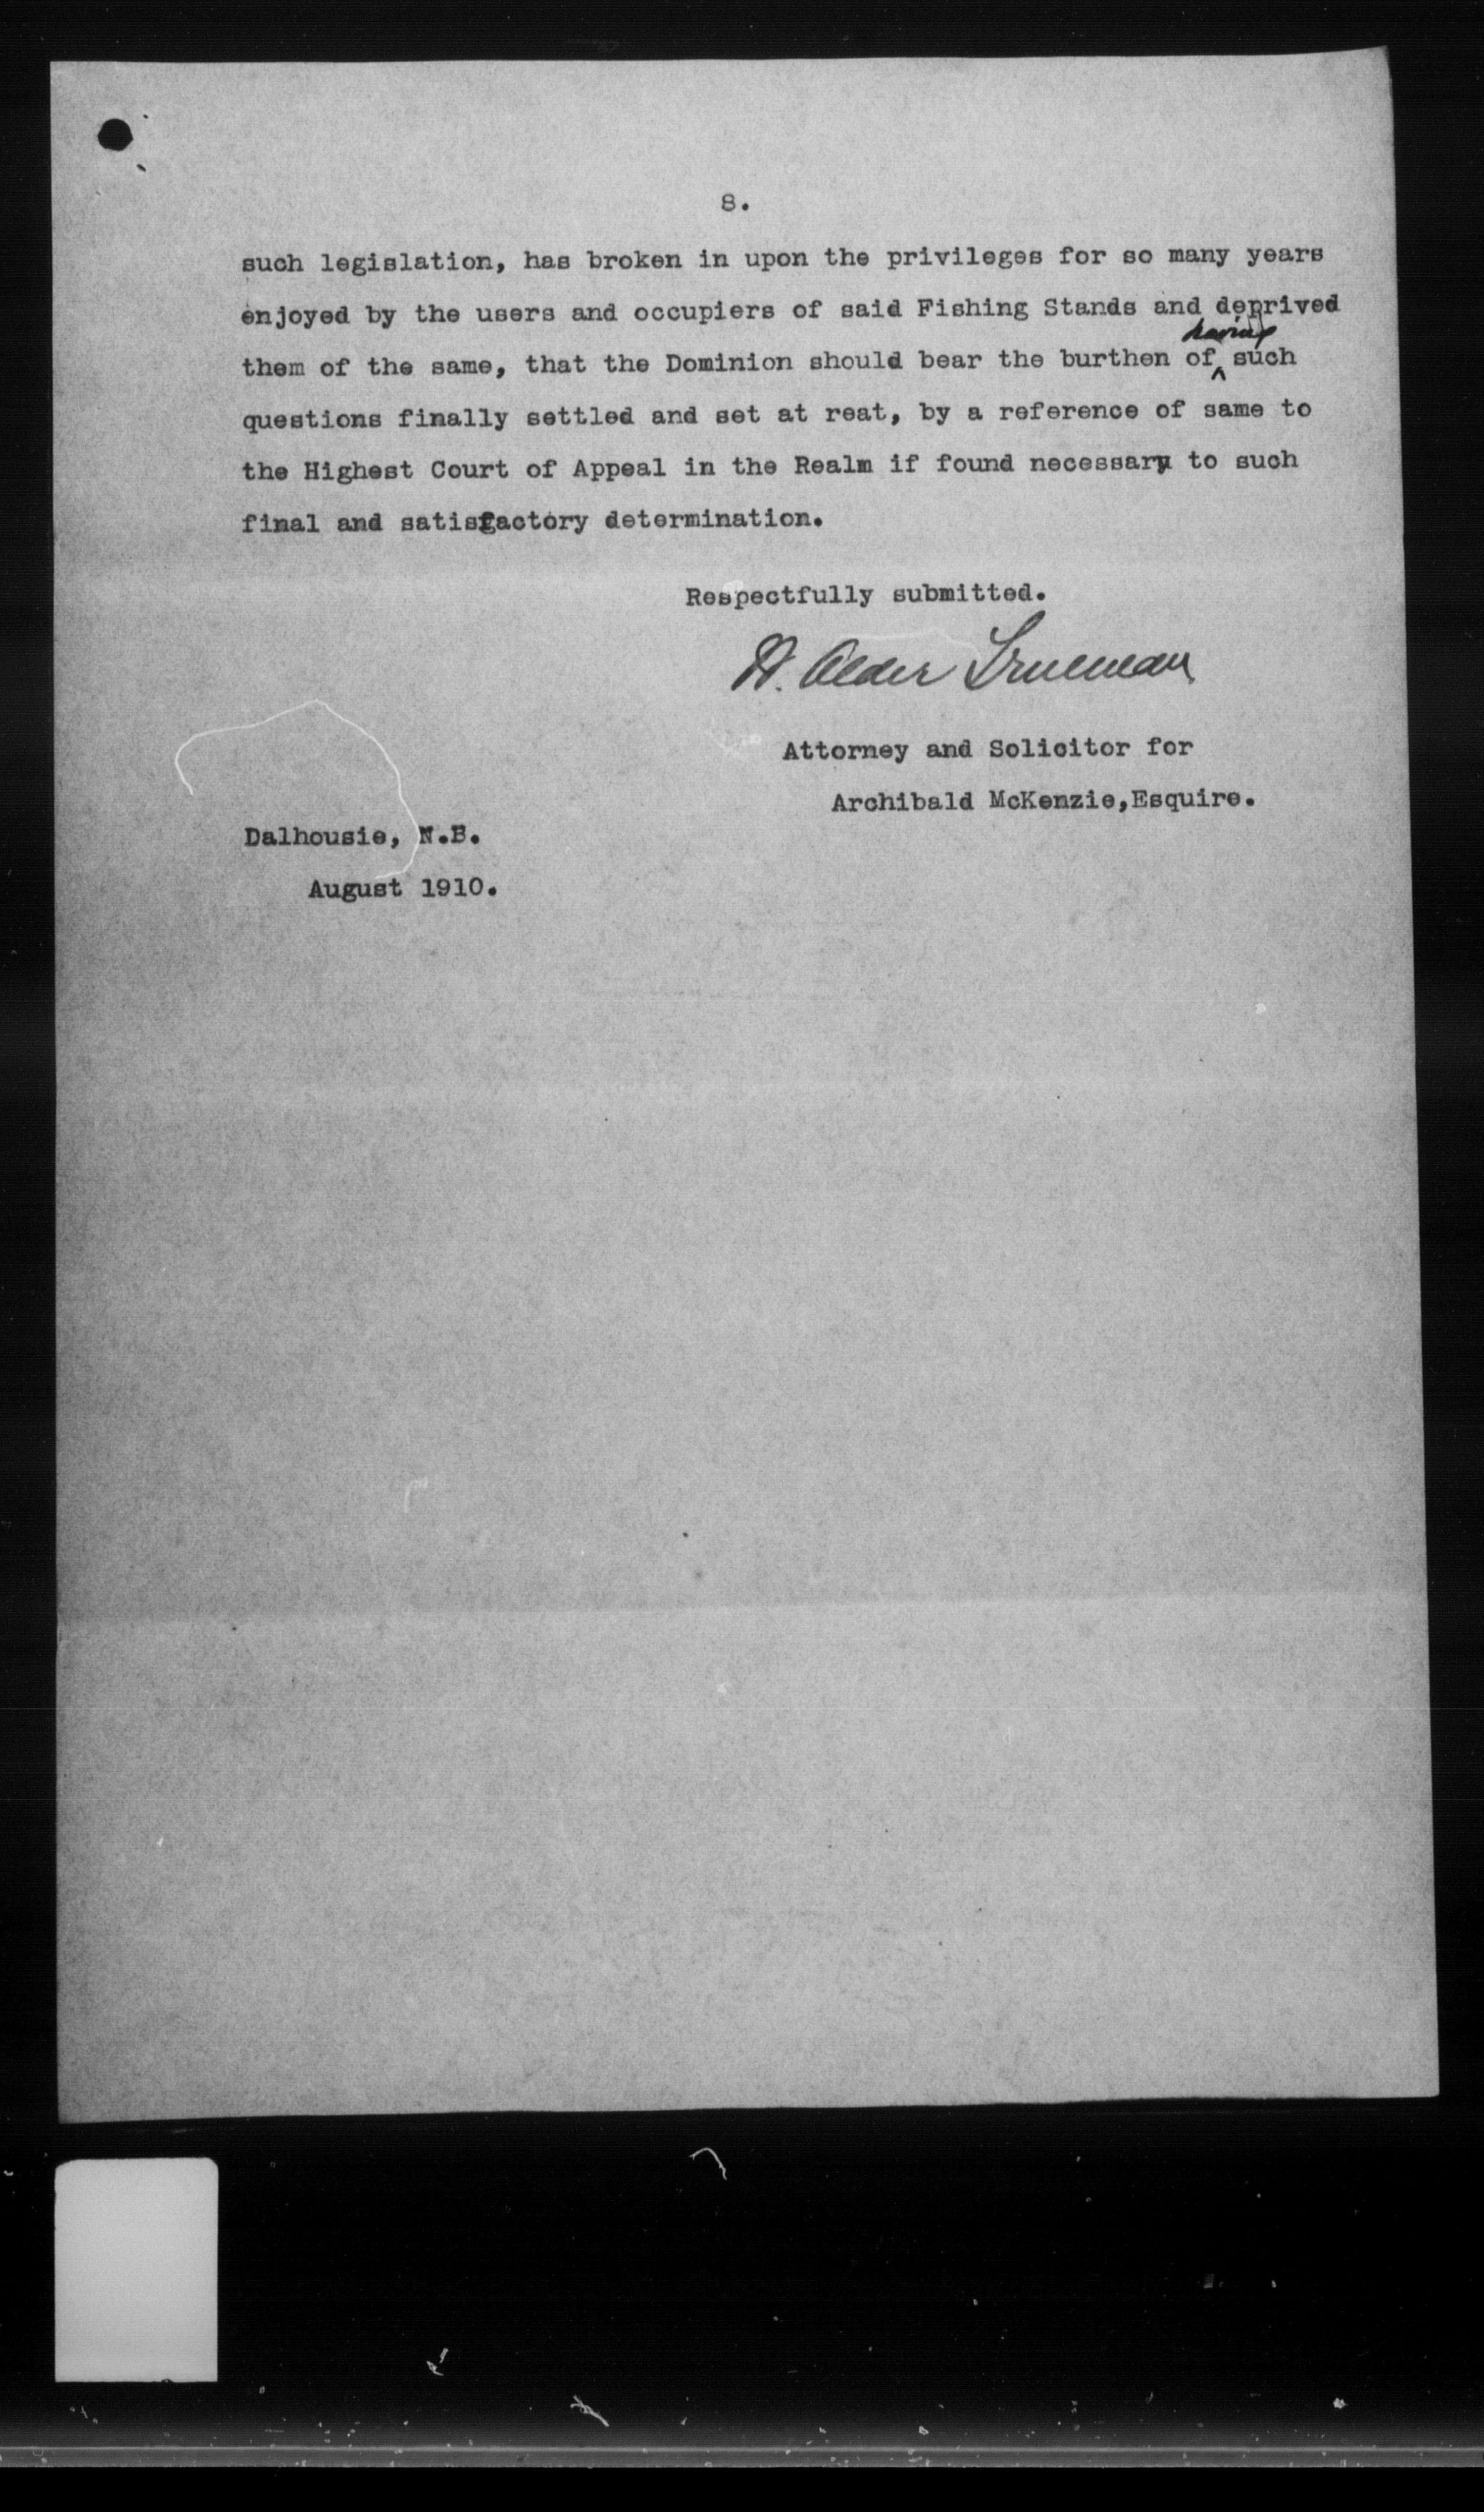 8.
such legislation, has broken in upon the privileges for so many years
enjoyed by the users and occupiers of said Fishing Stands and deprived
having
them of the same, that the Dominion should bear the burthen of ^ such
questions finally settled and set at reat, by a reference of same to
the Highest Court of Appeal in the Realm if found necessary to such
final and satisfactory determination.
Respectfully submitted.
H. Alder Trueman
Attorney and Solicitor for
Archibald McKenzie,Esquire.
Dalhousie, N.B.
August 1910.